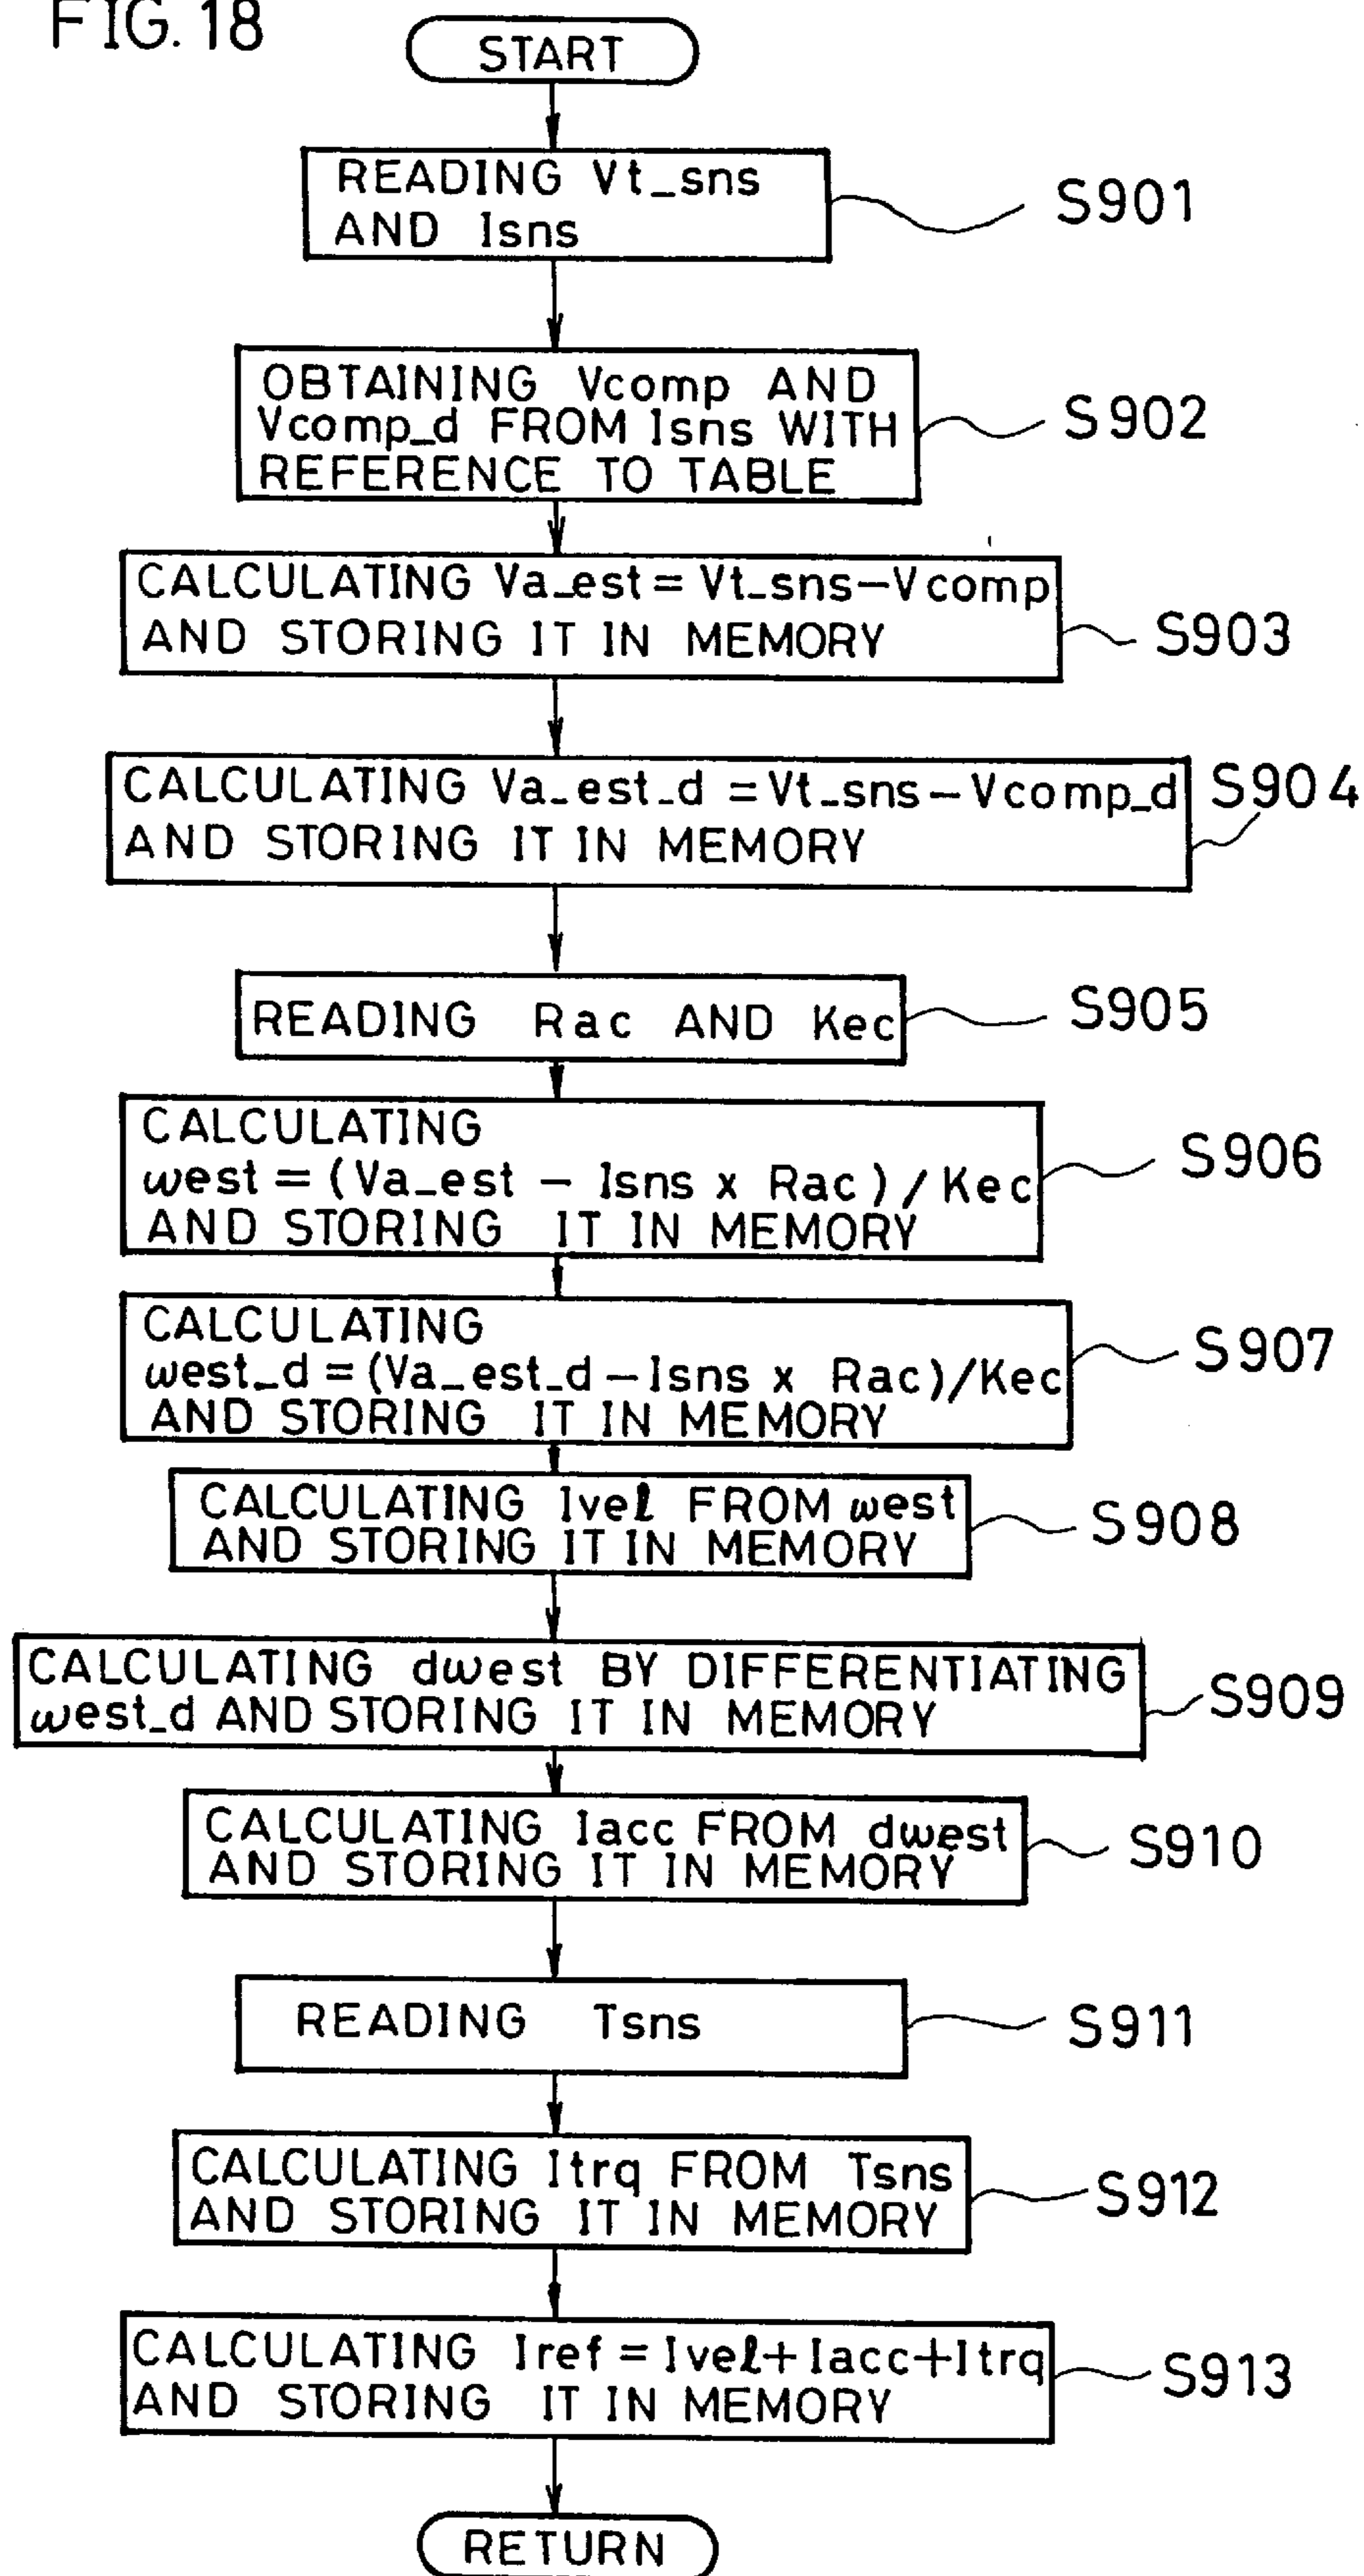 FIG. 18
START
READING Vt_sns
AND Isns
S901
OBTAINING Vcomp AND
Vcomp_d FROM Isns WITH
REFERENCE TO TABLE
S902
CALCULATING Va_est = Vt_sns-Vcomp
AND STORING IT IN MEMORY
S903
CALCULATING Va_est_d = Vt_sns-Vcomp_d
AND STORING IT IN MEMORY
S904
READING Rac AND Kec
S905
CALCULATING
ωest = (Va_est - Isns x Rac) / Kec
AND STORING IT IN MEMORY
S906
CALCULATING
ωest_d = (Va_est_d - Isns x Rac)/Kec
AND STORING IT IN MEMORY
S907
CALCULATING Ivel FROM ωest
AND STORING IT IN MEMORY
S908
CALCULATING dωest BY DIFFERENTIATING
ωest_d AND STORING IT IN MEMORY
S909
CALCULATING Iacc FROM dωest
AND STORING IT IN MEMORY
S910
READING Tsns
S911
CALCULATING Itrq FROM Tsns
AND STORING IT IN MEMORY
S912
CALCULATING Iref = Ivel+Iacc+Itrq
AND STORING IT IN MEMORY
S913
RETURN